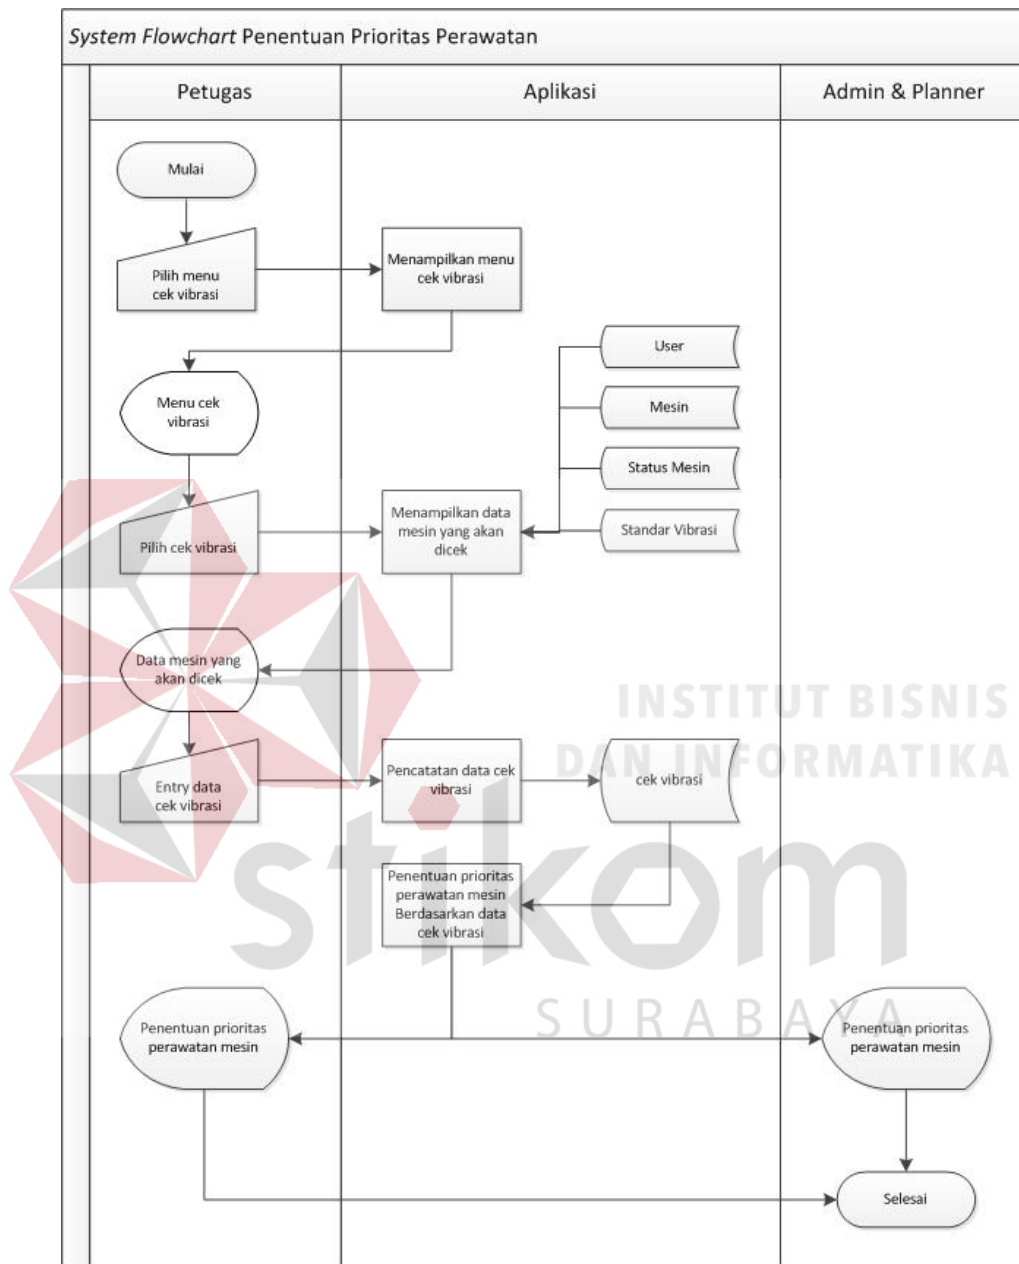 System Flowchart Penentuan Prioritas Perawatan
Petugas
Aplikasi
Admin & Planner
Mulai
Pilih menu
cek vibrasi
Menampilkan menu
cek vibrasi
User
Menu cek
vibrasi
Mesin
Status Mesin
Pilih cek vibrasi
Menampilkan data
mesin yang akan
dicek
Standar Vibrasi
Data mesin yang
akan dicek
INSTITUT BISNIS
DAN INFORMATIKA
Entry data
cek vibrasi
Pencatatan data cek
vibrasi
cek vibrasi
stikom
Penentuan prioritas
perawatan mesin
Berdasarkan data
cek vibrasi
SURABAYA
Penentuan prioritas
perawatan mesin
Penentuan prioritas
perawatan mesin
Selesai